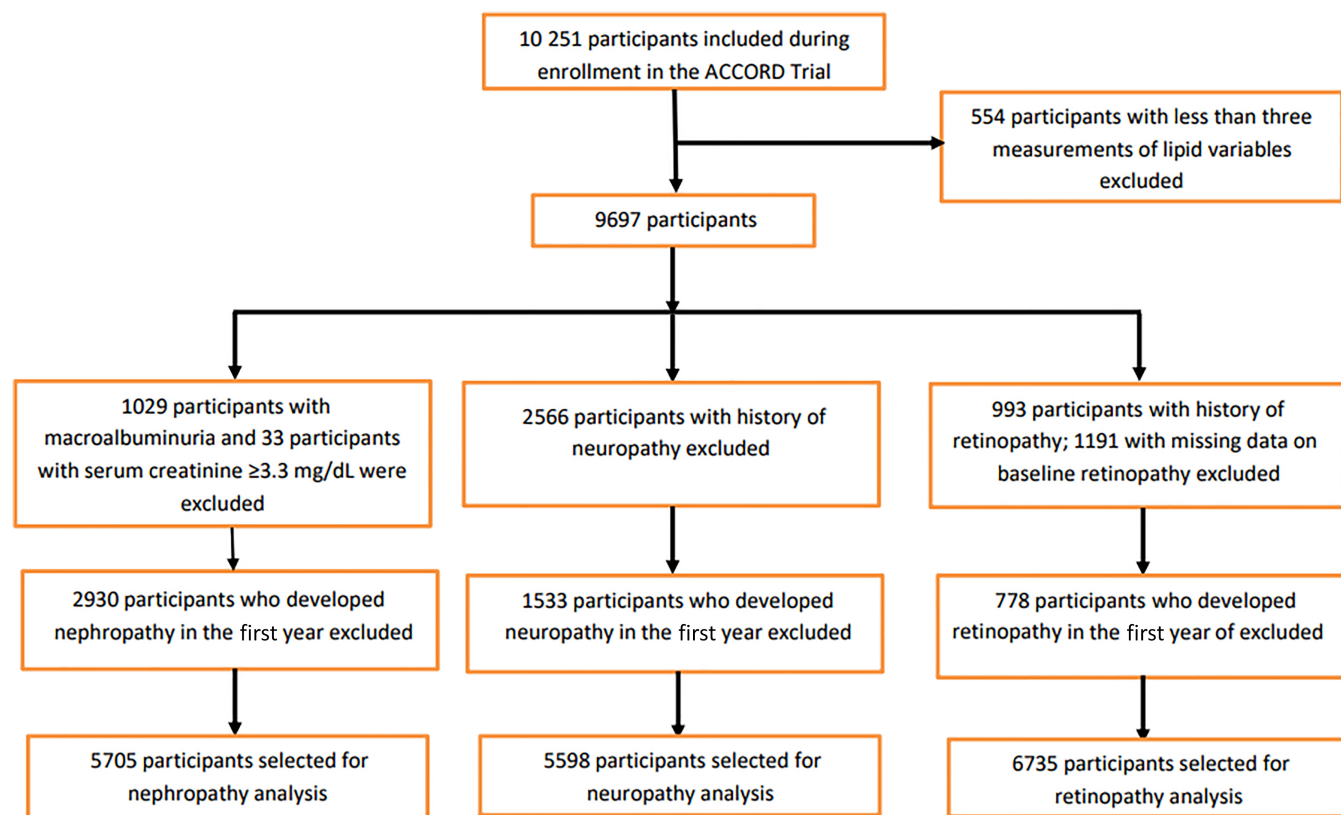 10 251 participants included during
enrollment in the ACCORD Trial
554 participants with less than three
measurements of lipid variables
excluded
9697 participants
1029 participants with
macroalbuminuria and 33 participants
with serum creatinine ≥3.3 mg/dL were
excluded
2566 participants with history of
neuropathy excluded
993 participants with history of
retinopathy; 1191 with missing data on
baseline retinopathy excluded
2930 participants who developed
nephropathy in the first year excluded
1533 participants who developed
neuropathy in the first year excluded
778 participants who developed
retinopathy in the first year of excluded
5705 participants selected for
nephropathy analysis
5598 participants selected for
neuropathy analysis
6735 participants selected for
retinopathy analysis